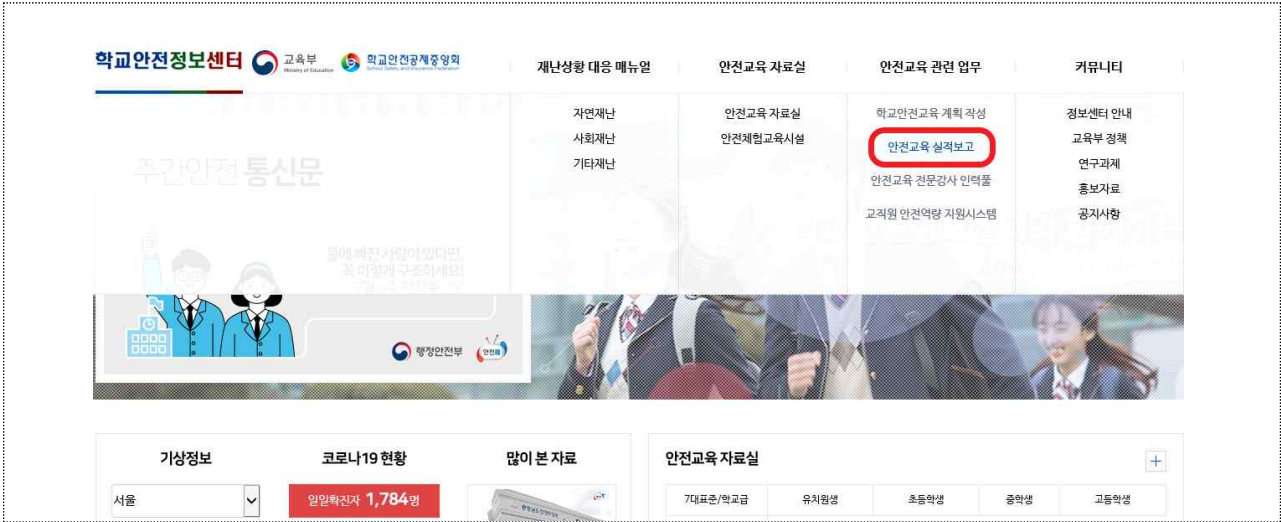 학교안전정보센터 교육부 Ministry of Education 학교안전공제중앙회
재난상황 대응 매뉴얼 안전교육 자료실 안전교육 관련 업무 커뮤니티
자연재난 안전교육 자료실 학교안전교육 계획 작성 정보센터 안내
사회재난 안전체험교육시설 안전교육 실적보고 교육부 정책
기타재난 안전교육 전문강사 인력풀 연구과제
교직원 안전역량 지원시스템 홍보자료
공지사항
주간안전 통신문
물에 빠진 사람이 있다면,
꼭 이렇게 구조하세요!
행정안전부
기상정보 코로나19 현황 많이 본 자료 안전교육 자료실
서울 일일확진자 1,784명 7대표준/학교급 유치원생 초등학생 중학생 고등학생